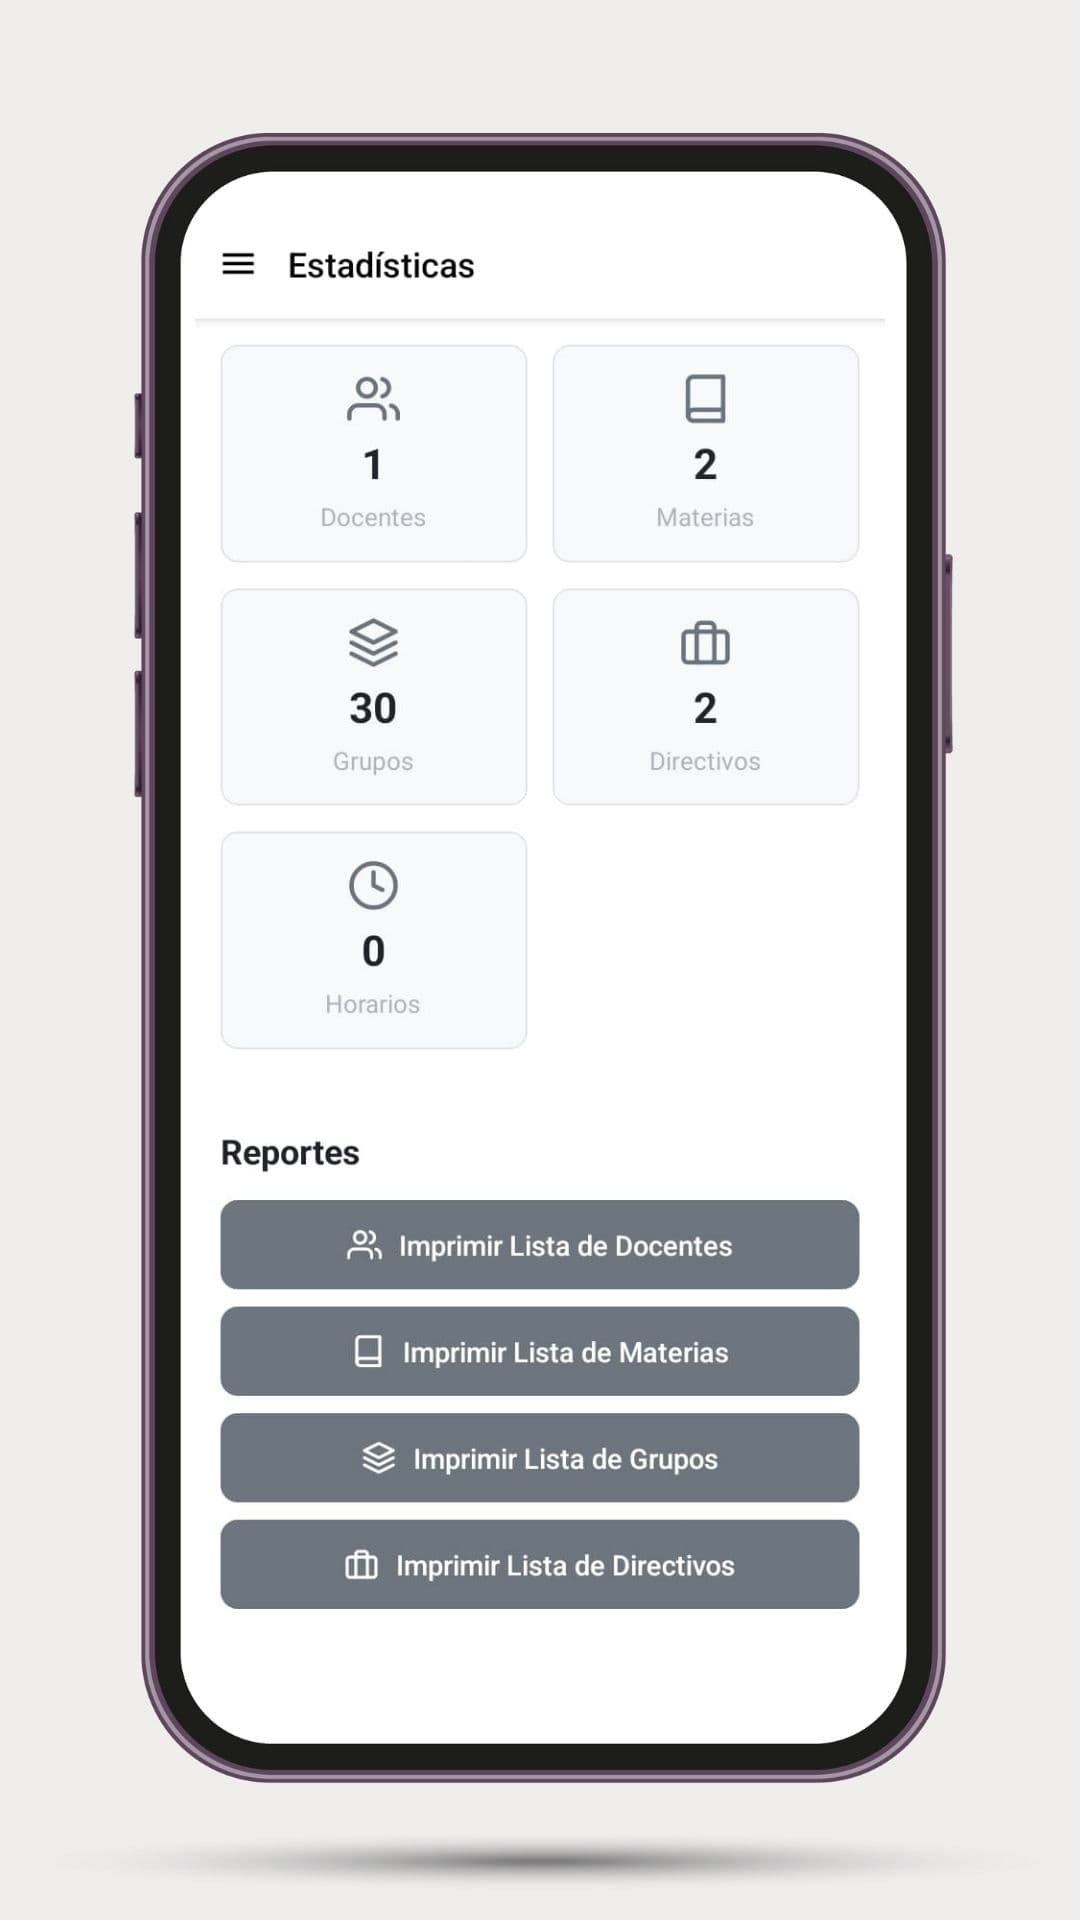 Estadísticas
1
Docentes
2
Materias
30
Grupos
2
Directivos
0
Horarios
Reportes
Imprimir Lista de Docentes
Imprimir Lista de Materias
Imprimir Lista de Grupos
Imprimir Lista de Directivos